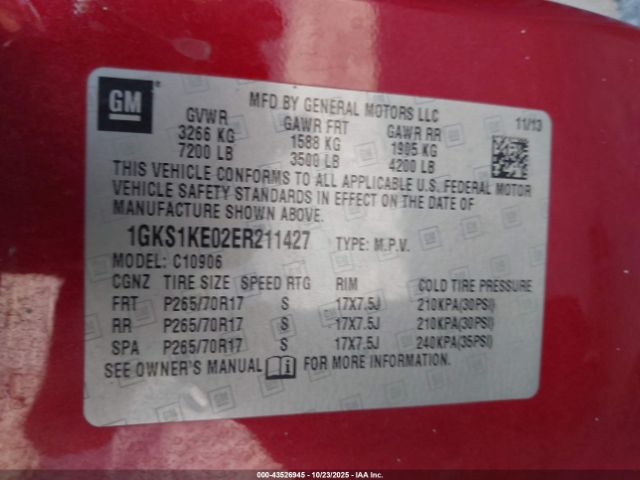 GM
MFD BY GENERAL MOTORS LLC
11/13
GVWR GAWR FRT GAWR RR
3266 KG 1588 KG 1905 KG
7200 LB 3500 LB 4200 LB
THIS VEHICLE CONFORMS TO ALL APPLICABLE U.S. FEDERAL MOTOR
VEHICLE SAFETY STANDARDS IN EFFECT ON THE DATE OF
MANUFACTURE SHOWN ABOVE.
1GKS1KE02ER211427 TYPE: M.P.V.
MODEL: C10906
CGNZ TIRE SIZE SPEED RTG RIM COLD TIRE PRESSURE
FRT P265/70R17 S 17X7.5J 210KPA(30PSI)
RR P265/70R17 S 17X7.5J 210KPA(30PSI)
SPA P265/70R17 S 17X7.5J 240KPA(35PSI)
SEE OWNER'S MANUAL FOR MORE INFORMATION.
000-43526945 - 10/23/2025 - IAA